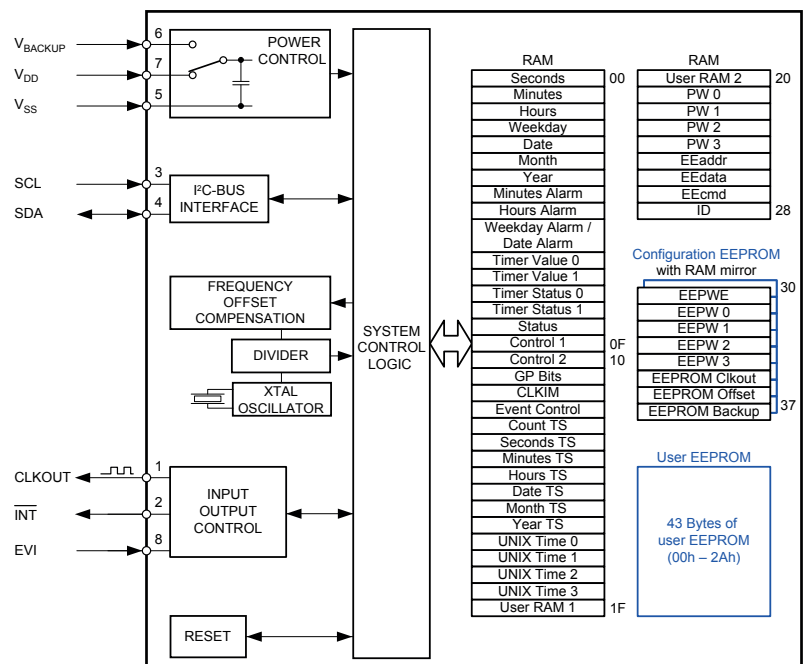 V_BACKUP
6
V_DD
7
V_SS
5
POWER
CONTROL
SCL
3
SDA
4
I²C-BUS
INTERFACE
FREQUENCY
OFFSET
COMPENSATION
DIVIDER
XTAL
OSCILLATOR
CLKOUT
1
INT
2
EVI
8
INPUT
OUTPUT
CONTROL
RESET
SYSTEM
CONTROL
LOGIC
RAM
Seconds 00
Minutes
Hours
Weekday
Date
Month
Year
Minutes Alarm
Hours Alarm
Weekday Alarm /
Date Alarm
Timer Value 0
Timer Value 1
Timer Status 0
Timer Status 1
Status
Control 1 0F
Control 2 10
GP Bits
CLKIM
Event Control
Count TS
Seconds TS
Minutes TS
Hours TS
Date TS
Month TS
Year TS
UNIX Time 0
UNIX Time 1
UNIX Time 2
UNIX Time 3
User RAM 1 1F
RAM
User RAM 2 20
PW 0
PW 1
PW 2
PW 3
EEaddr
EEdata
EEcmd
ID 28
Configuration EEPROM
with RAM mirror
30
EEPWE
EEPW 0
EEPW 1
EEPW 2
EEPW 3
EEPROM Clkout
EEPROM Offset
EEPROM Backup 37
User EEPROM
43 Bytes of
user EEPROM
(00h – 2Ah)